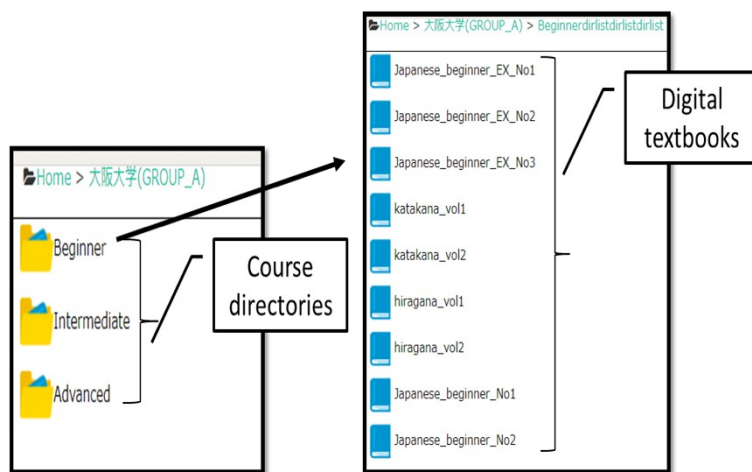 Home > 大阪大学(GROUP_A)
Beginner
Intermediate
Advanced
Course
directories
Home > 大阪大学(GROUP_A) > Beginnerdirlistdirlistdirlist
Japanese_beginner_EX_No1
Japanese_beginner_EX_No2
Japanese_beginner_EX_No3
katakana_vol1
katakana_vol2
hiragana_vol1
hiragana_vol2
Japanese_beginner_No1
Japanese_beginner_No2
Digital
textbooks